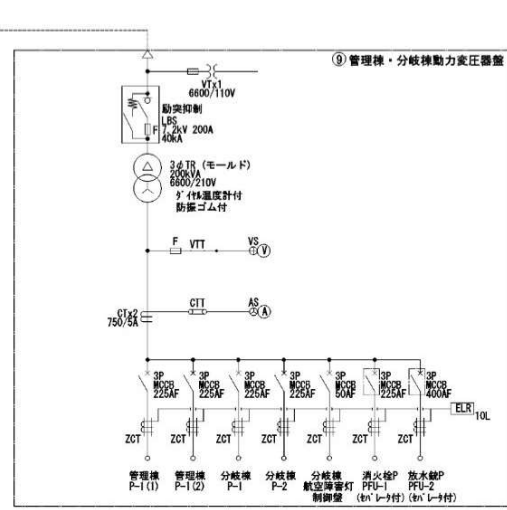 ⑨管理棟・分岐棟動力変圧器盤
VTx1
6600/110V
励突抑制
LBS
F 7.2kV 200A
40kA
3φTR (モールド)
200kVA
6600/210V
ダイヤル温度計付
防振ゴム付
F VTT VS V
CTx2
750/5A
CTT AS A
3P 3P 3P 3P 3P 3P 3P
MCCB MCCB MCCB MCCB MCCB MCCB MCCB
225AF 225AF 225AF 225AF 50AF 225AF 400AF
ELR 10L
ZCT ZCT ZCT ZCT ZCT ZCT ZCT
管理棟 管理棟 分岐棟 分岐棟 分岐棟 消火栓P 放水銃P
P-1(1) P-1(2) P-1 P-2 航空障害灯 PFU-1 PFU-2
制御盤 (セパレータ付) (セパレータ付)